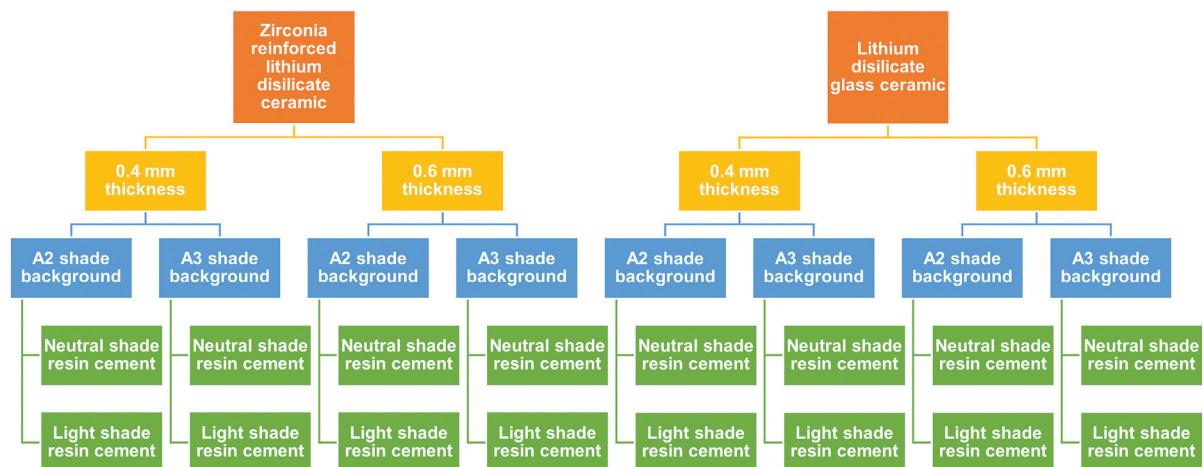 Zirconia
reinforced
lithium
disilicate
ceramic
Lithium
disilicate
glass ceramic
0.4 mm
thickness
0.6 mm
thickness
0.4 mm
thickness
0.6 mm
thickness
A2 shade
background
A3 shade
background
A2 shade
background
A3 shade
background
A2 shade
background
A3 shade
background
A2 shade
background
A3 shade
background
Neutral shade
resin cement
Neutral shade
resin cement
Neutral shade
resin cement
Neutral shade
resin cement
Neutral shade
resin cement
Neutral shade
resin cement
Neutral shade
resin cement
Neutral shade
resin cement
Light shade
resin cement
Light shade
resin cement
Light shade
resin cement
Light shade
resin cement
Light shade
resin cement
Light shade
resin cement
Light shade
resin cement
Light shade
resin cement